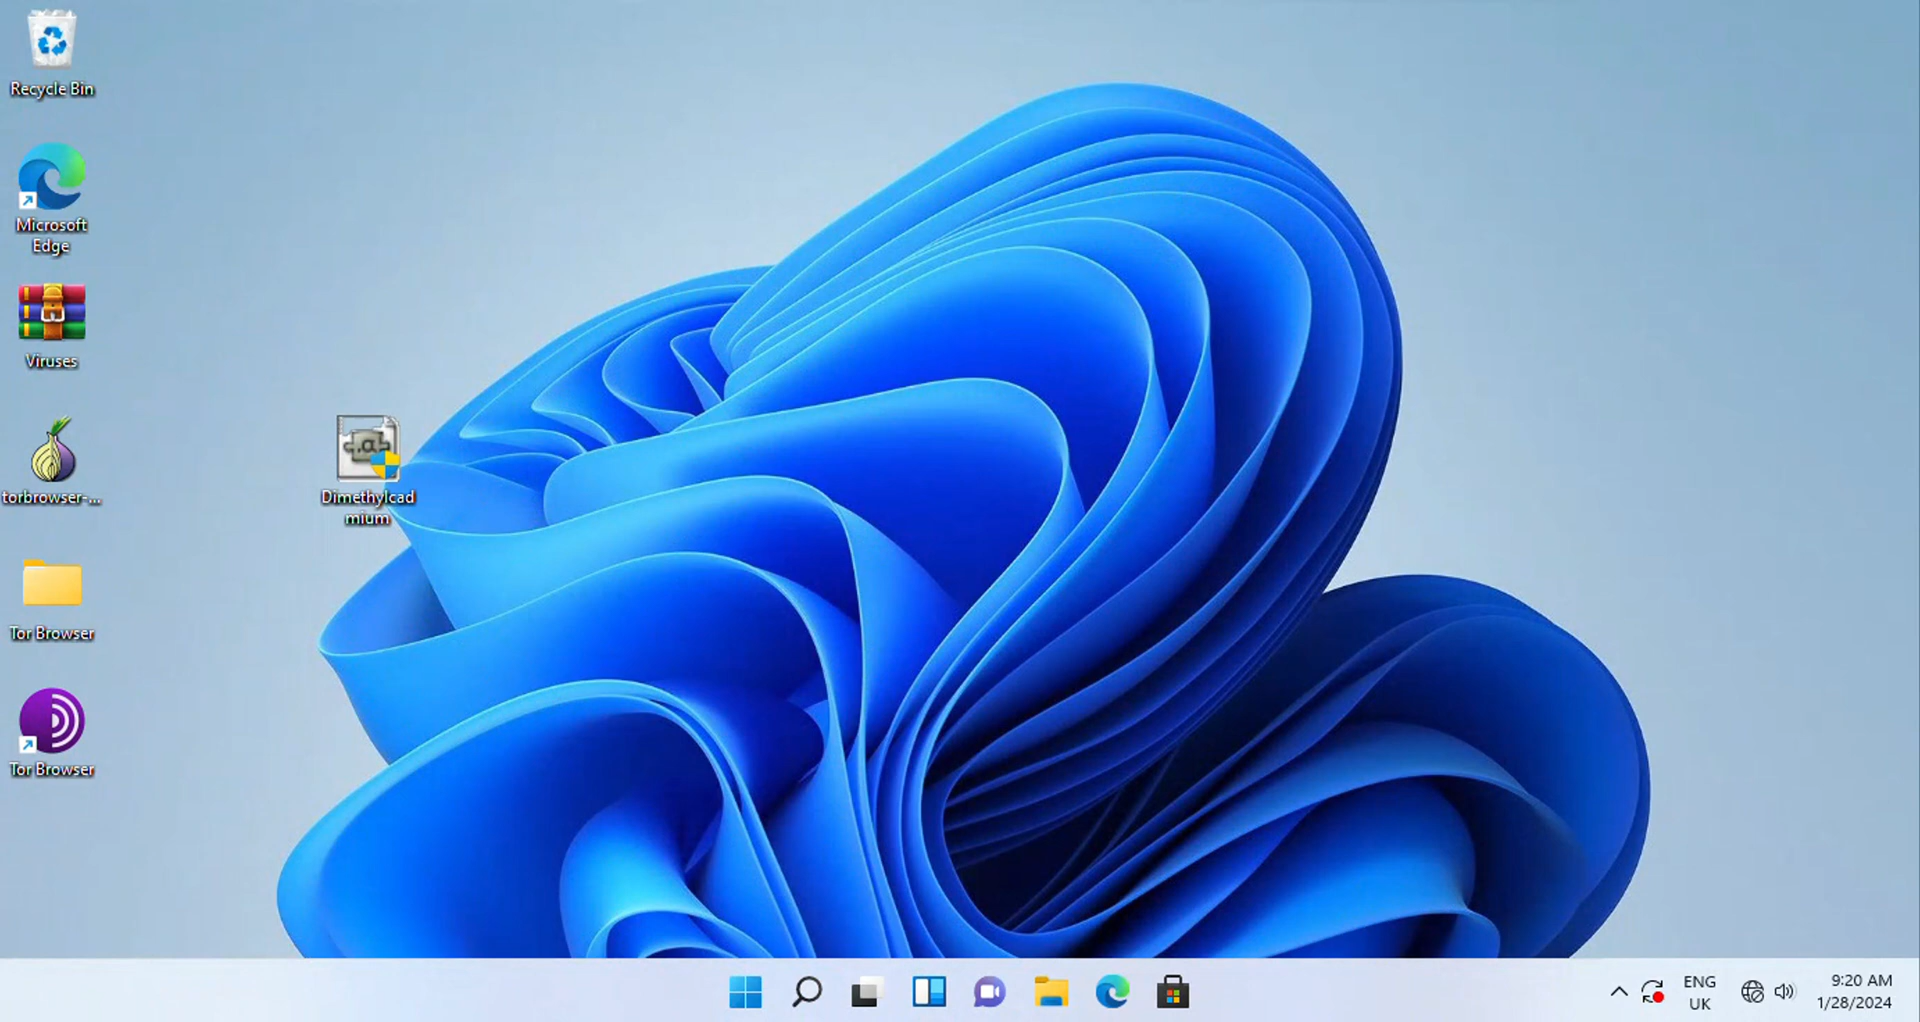 Recycle Bin
Microsoft
Edge
Viruses
torbrowser-...
Tor Browser
Tor Browser
.a
Dimethylcad
mium
ENG
UK
9:20 AM
1/28/2024